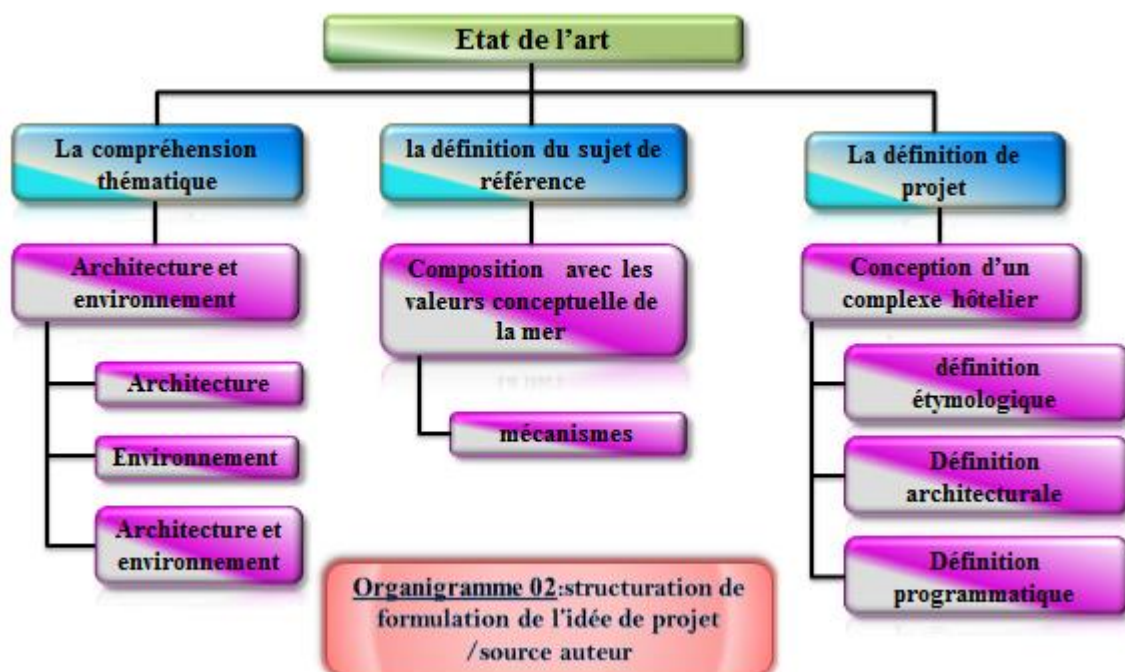 Etat de l'art
La compréhension
thématique
la définition du sujet de
référence
La définition de
projet
Architecture et
environnement
Composition avec les
valeurs conceptuelle de
la mer
Conception d'un
complexe hôtelier
Architecture
Environnement
Architecture et
environnement
mécanismes
définition
étymologique
Définition
architecturale
Définition
programmatique
Organigramme 02:structuration de
formulation de l'idée de projet
/source auteur